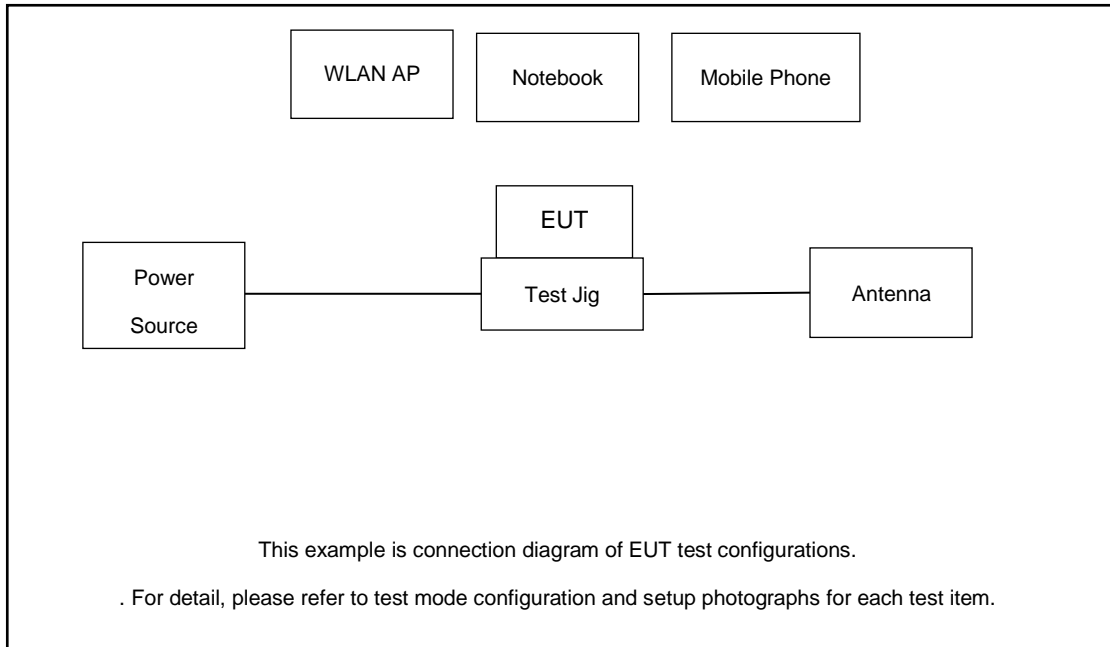 WLAN AP
Notebook
Mobile Phone
EUT
Power
Source
Test Jig
Antenna
This example is connection diagram of EUT test configurations.
. For detail, please refer to test mode configuration and setup photographs for each test item.